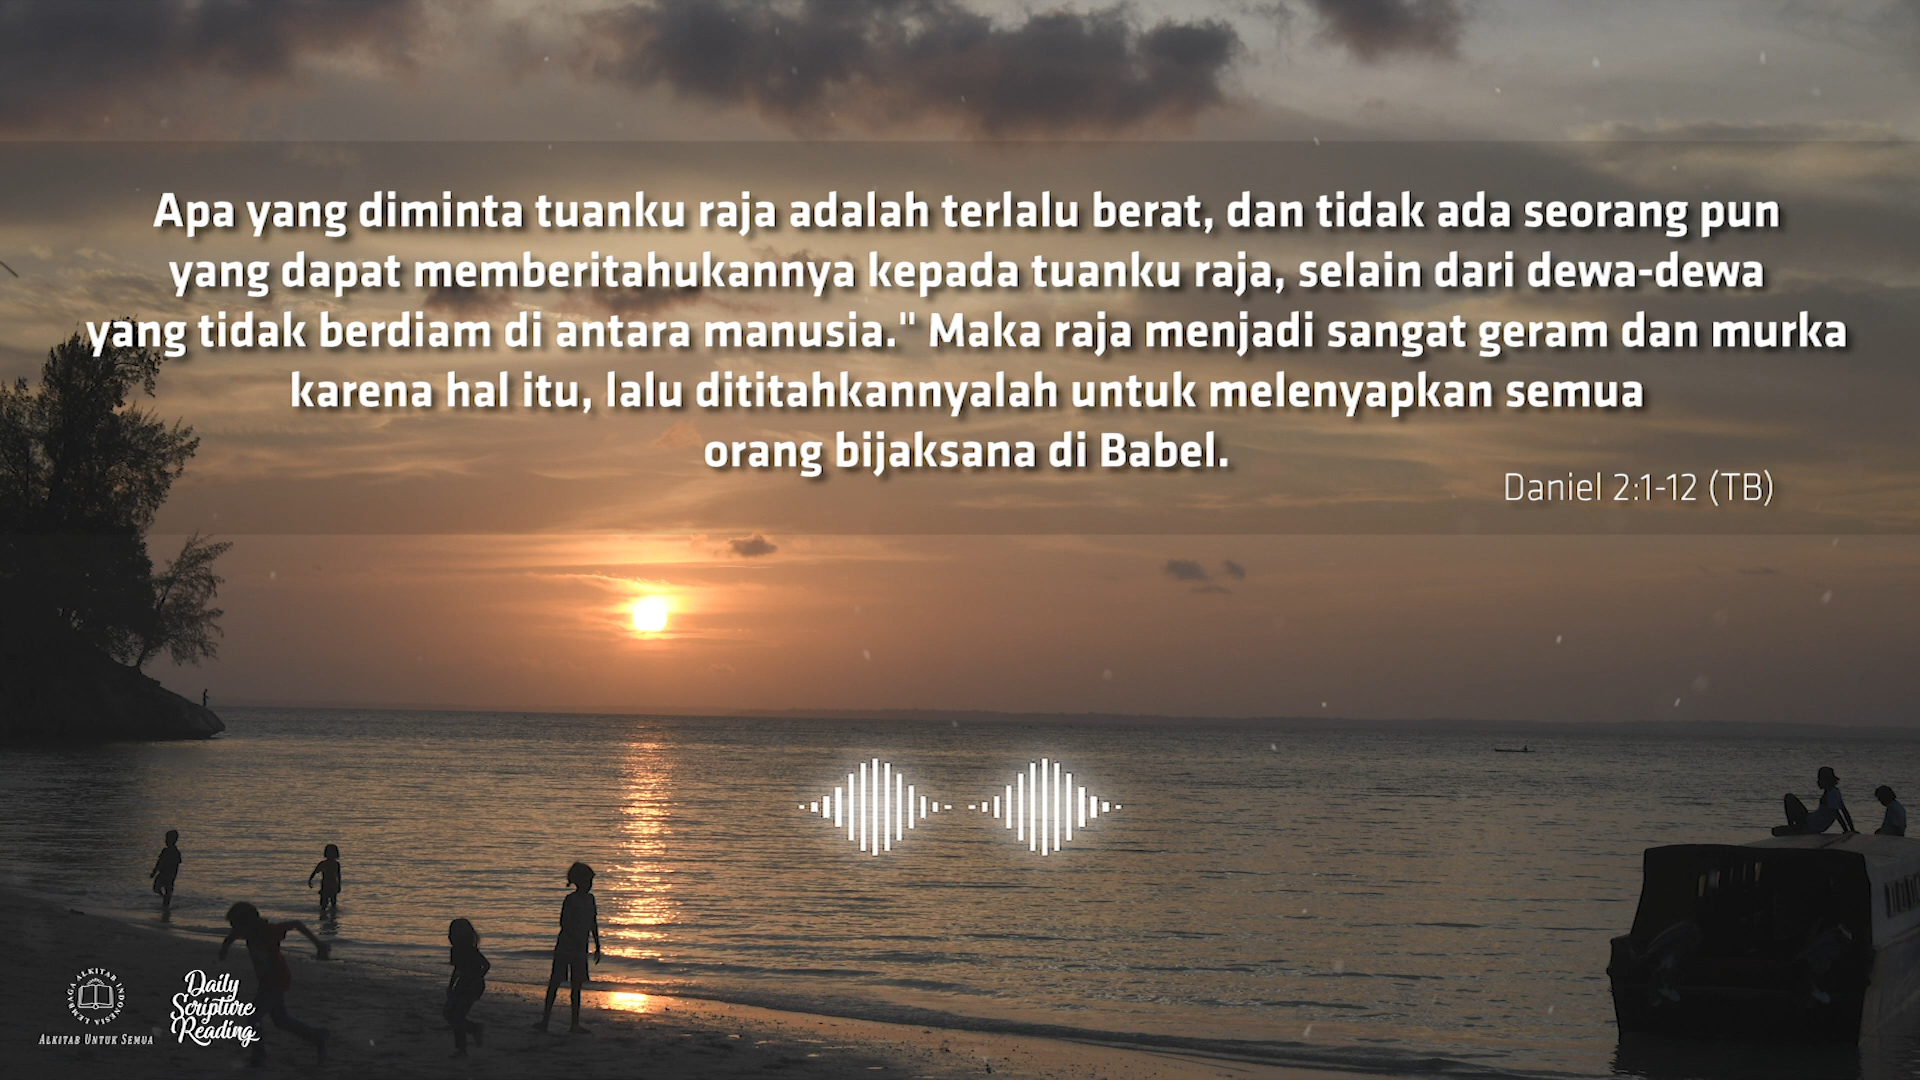 Apa yang diminta tuanku raja adalah terlalu berat, dan tidak ada seorang pun
yang dapat memberitahukannya kepada tuanku raja, selain dari dewa-dewa
yang tidak berdiam di antara manusia." Maka raja menjadi sangat geram dan murka
karena hal itu, lalu dititahkannyalah untuk melenyapkan semua
orang bijaksana di Babel.
Daniel 2:1-12 (TB)
LEMBAGA ALKITAB INDONESIA
ALKITAB UNTUK SEMUA
Daily
Scripture
Reading